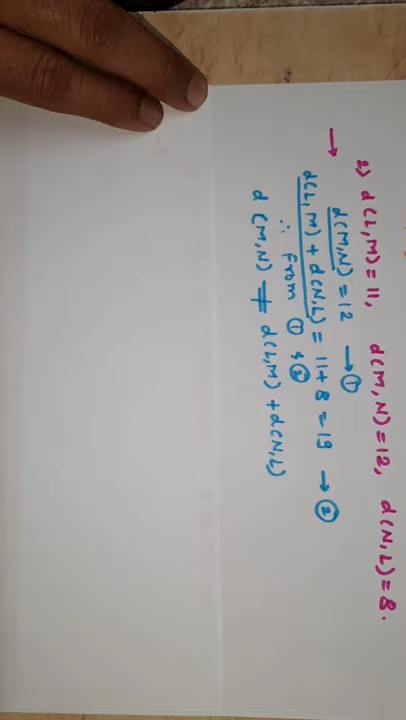 2) d(L,M)=11, d(M,N)=12, d(N,L)=8.
→ d(M,N)=12 → ①
d(L,M) + d(N,L) = 11+8 = 19 → ②
∴ from ① & ②
d(M,N) ≠ d(L,M) + d(N,L)